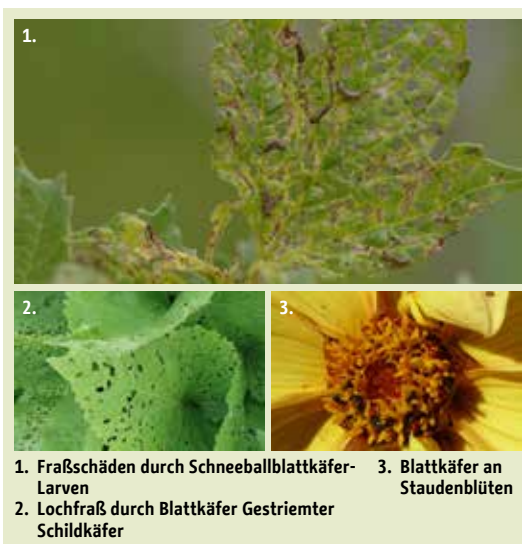 1.
2.
3.
1. Fraßschäden durch Schneeballblattkäfer-
Larven
2. Lochfraß durch Blattkäfer Gestriemter
Schildkäfer
3. Blattkäfer an
Staudenblüten